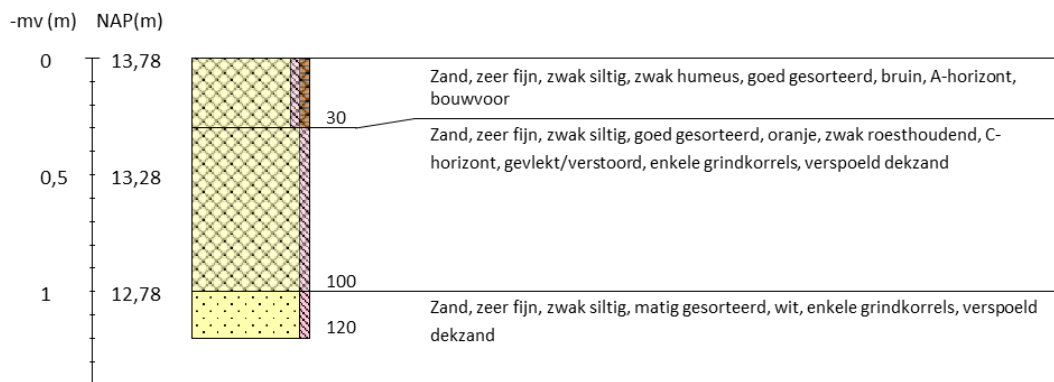 -mv (m) NAP(m)
0 13,78
Zand, zeer fijn, zwak siltig, zwak humeus, goed gesorteerd, bruin, A-horizont,
bouwvoor
30
Zand, zeer fijn, zwak siltig, goed gesorteerd, oranje, zwak roesthoudend, C-
horizont, gevlekt/verstoord, enkele grindkorrels, verspoeld dekzand
0,5 13,28
100
1 12,78
Zand, zeer fijn, zwak siltig, matig gesorteerd, wit, enkele grindkorrels, verspoeld
dekzand
120